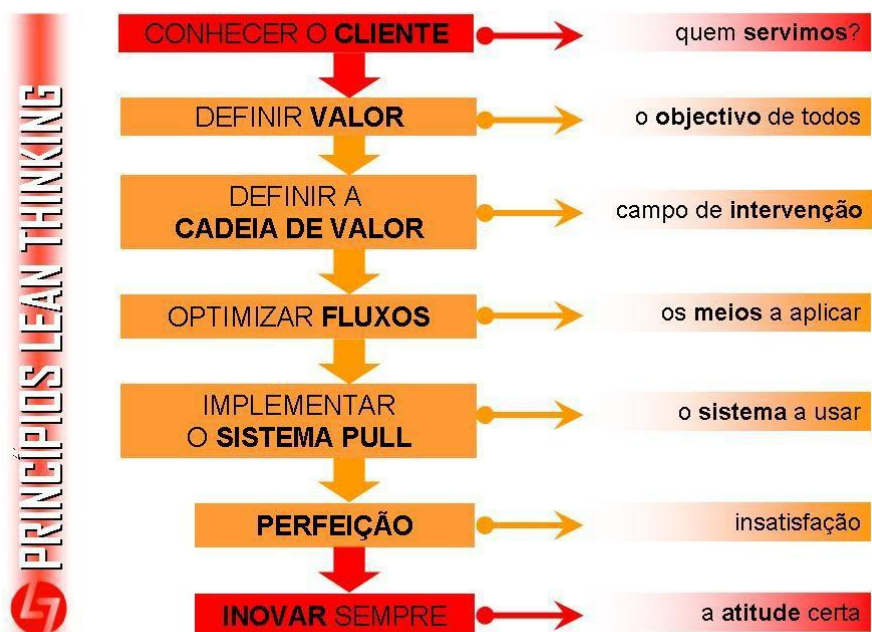 PRINCÍPIOS LEAN THINKING
CONHECER O CLIENTE
quem servimos?
DEFINIR VALOR
o objectivo de todos
DEFINIR A
CADEIA DE VALOR
campo de intervenção
OPTIMIZAR FLUXOS
os meios a aplicar
IMPLEMENTAR
O SISTEMA PULL
o sistema a usar
PERFEIÇÃO
insatisfação
INOVAR SEMPRE
a atitude certa